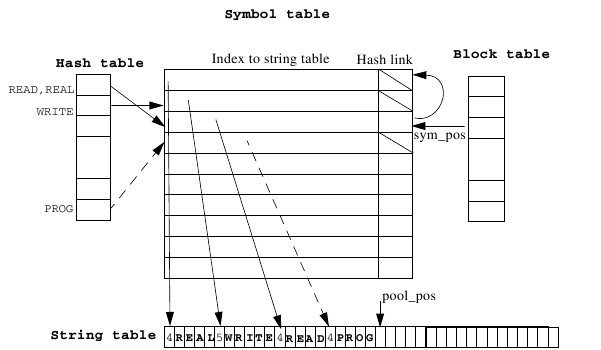 Symbol table
Hash table
Index to string table
Hash link
Block table
READ,REAL
WRITE
sym_pos
PROG
pool_pos
String table
4REAL5WRITE4READ4PROG